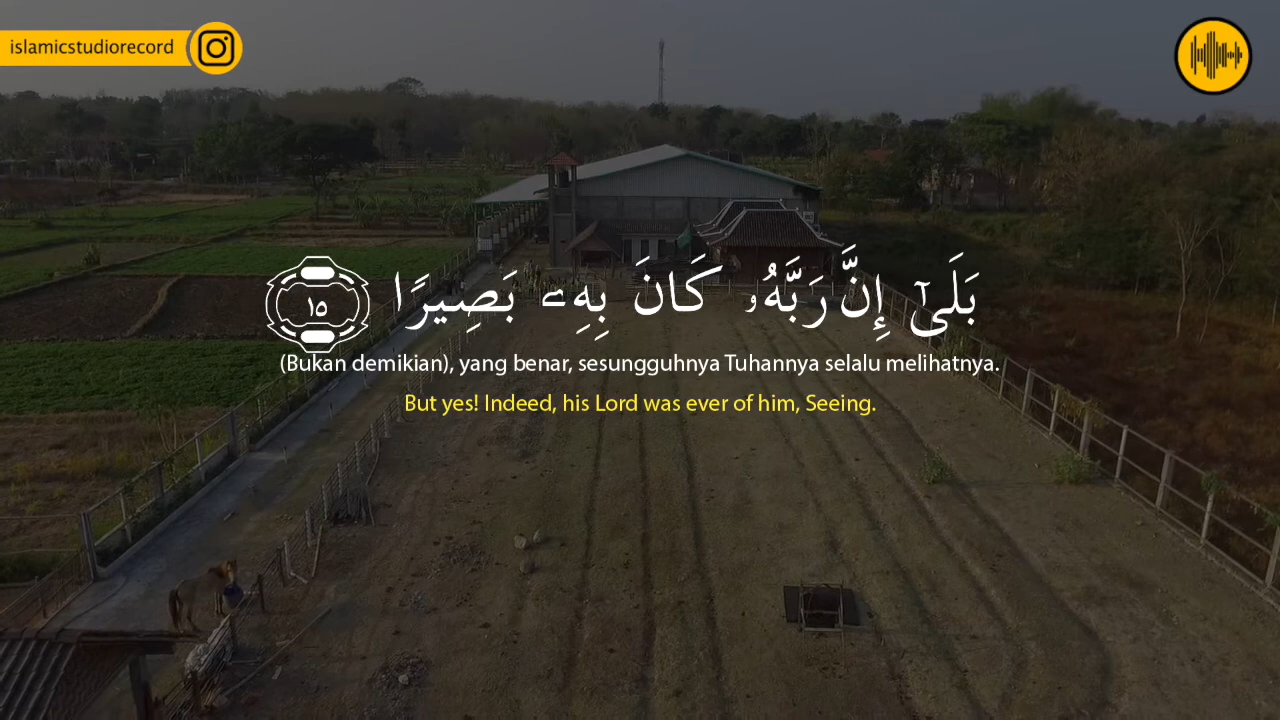 islamicstudiorecord
بَلَىٰٓ إِنَّ رَبَّهُۥ كَانَ بِهِۦ بَصِيرًا ١٥
(Bukan demikian), yang benar, sesungguhnya Tuhannya selalu melihatnya.
But yes! Indeed, his Lord was ever of him, Seeing.